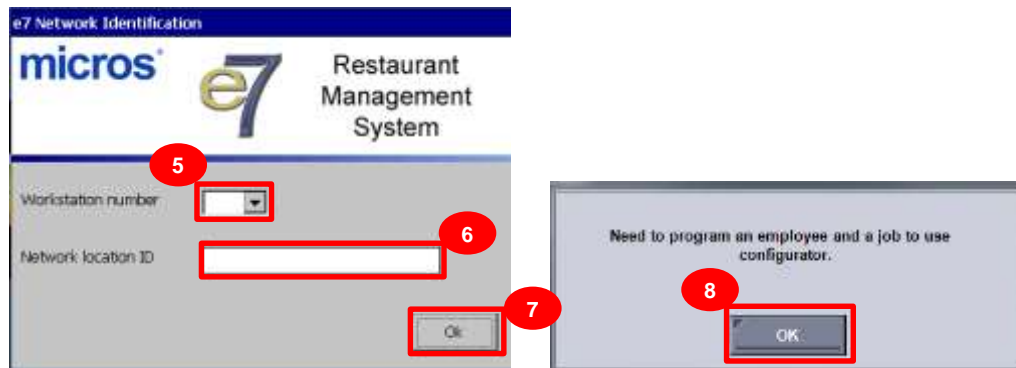 e7 Network Identification
micros
e7
Restaurant
Management
System
5
Workstation number
6
Network location ID
7
Ok
Need to program an employee and a job to use
configurator.
8
OK